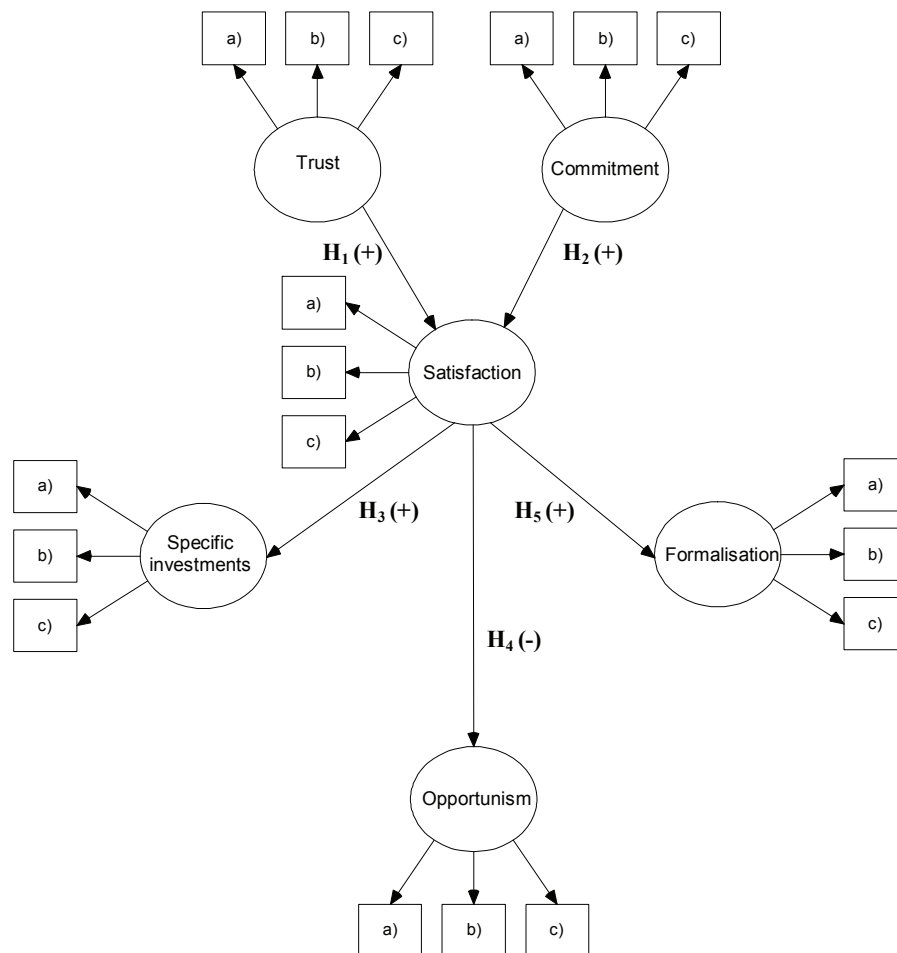 a) b) c) a) b) c)
Trust
Commitment
H₁ (+) H₂ (+)
a)
b)
c)
Satisfaction
H₃ (+) H₅ (+)
a)
b)
c)
Specific
investments
Formalisation
a)
b)
c)
H₄ (-)
Opportunism
a) b) c)